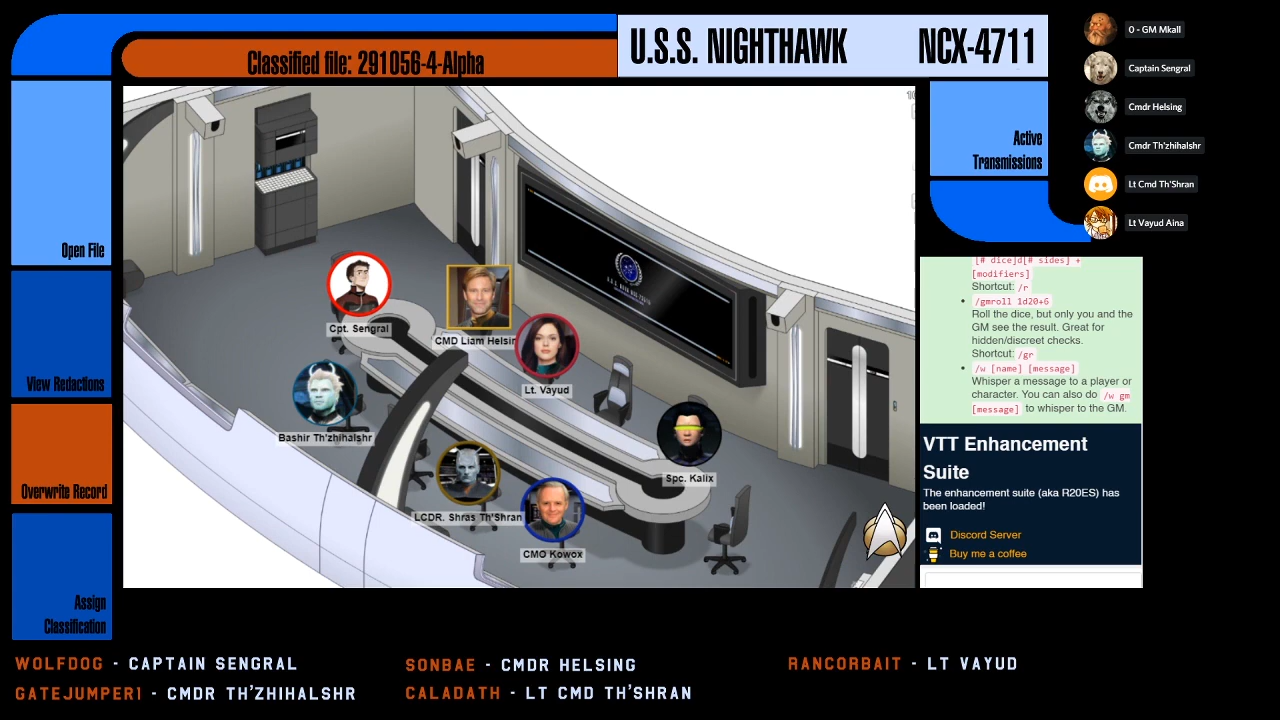 Classified file: 291056-4-Alpha
U.S.S. NIGHTHAWK NCX-4711
Open File
View Redactions
Overwrite Record
Assign
Classification
Active
Transmissions
0 - GM Mkall
Captain Sengral
Cmdr Helsing
Cmdr Th'zhihalshr
Lt Cmd Th'Shran
Lt Vayud Aina
Cpt. Sengral
CMD Liam Helsin
Lt. Vayud
Bashir Th'zhihalshr
Spc. Kalix
LCDR. Shras Th'Shran
CMO Kowox
[# dice]d[# sides] +
[modifiers]
Shortcut: /r
• /gmroll 1d20+6
Roll the dice, but only you and the
GM see the result. Great for
hidden/discreet checks.
Shortcut: /gr
• /w [name] [message]
Whisper a message to a player or
character. You can also do /w gm
[message] to whisper to the GM.
VTT Enhancement
Suite
The enhancement suite (aka R20ES) has
been loaded!
Discord Server
Buy me a coffee
WOLFDOG - CAPTAIN SENGRAL
SONBAE - CMDR HELSING
RANCORBAIT - LT VAYUD
GATEJUMPER1 - CMDR TH'ZHIHALSHR
CALADATH - LT CMD TH'SHRAN